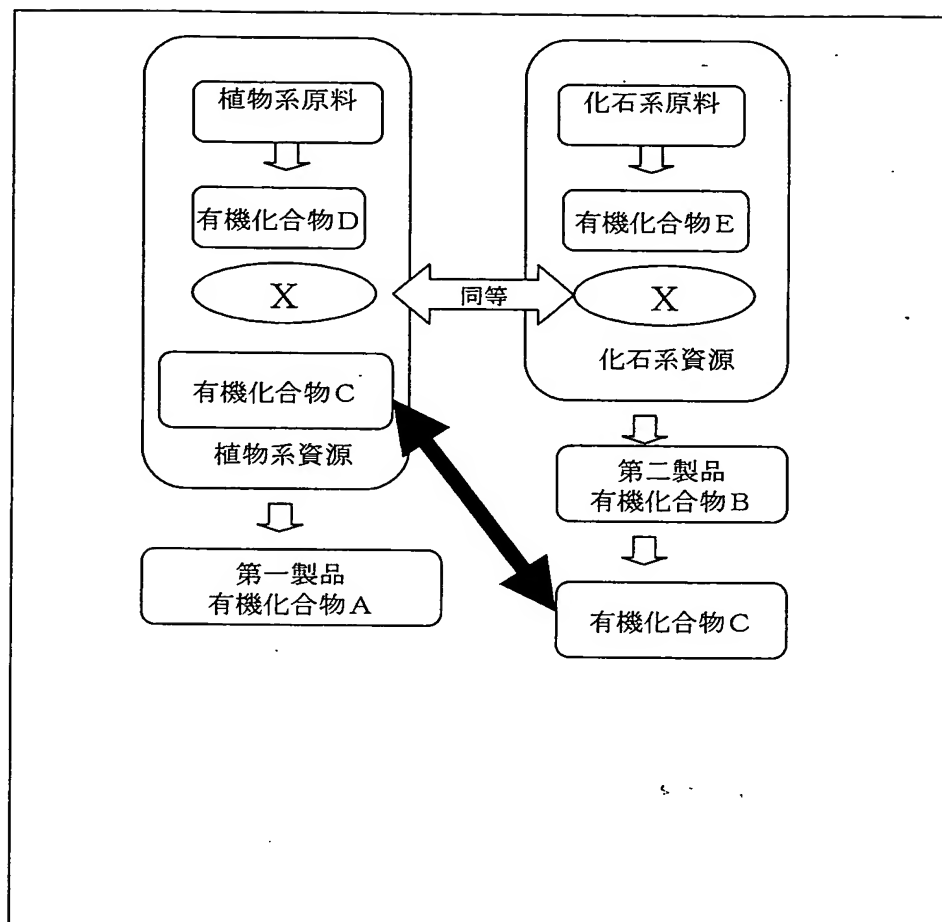 植物系原料
有機化合物D
X
有機化合物C
植物系資源
第一製品
有機化合物A
同等
化石系原料
有機化合物E
X
化石系資源
第二製品
有機化合物B
有機化合物C